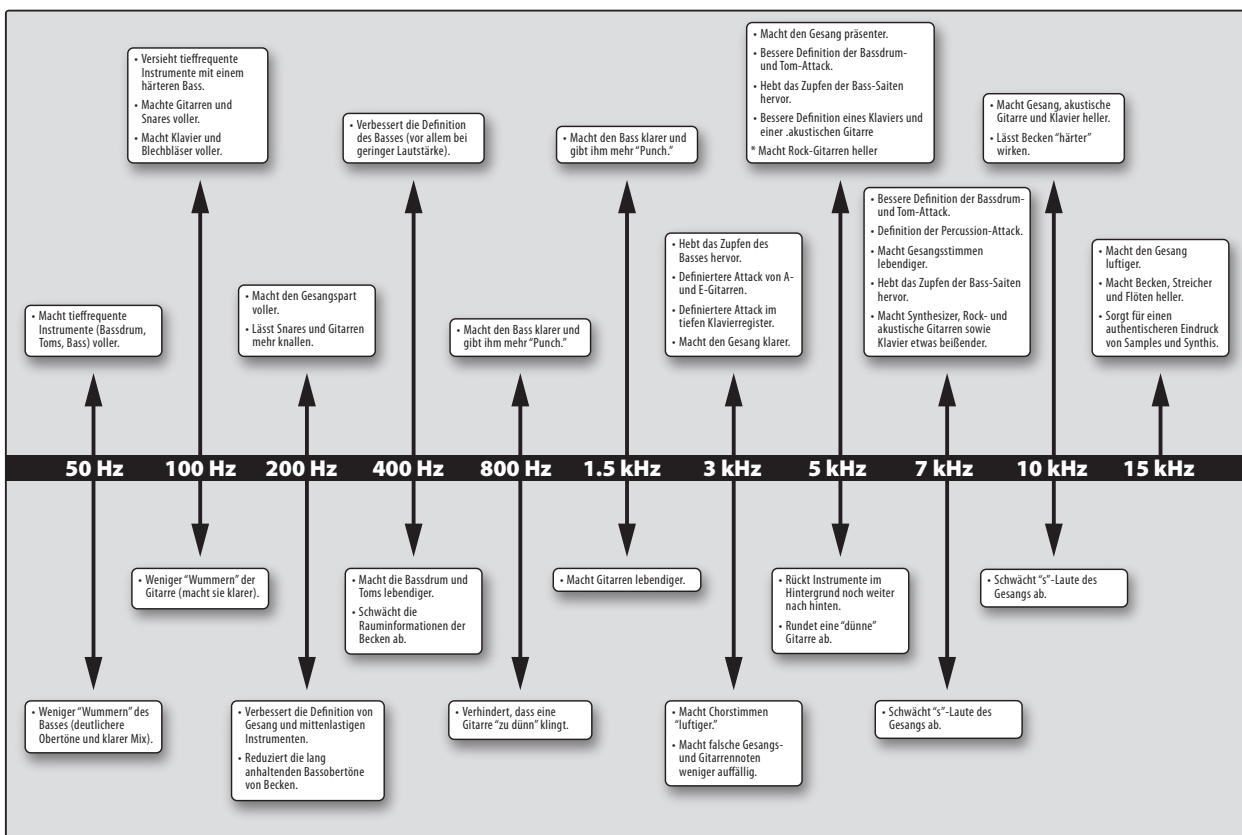 • Macht den Gesang präsenter.
• Bessere Definition der Bassdrum-
und Tom-Attack.
• Hebt das Zupfen der Bass-Saiten
hervor.
• Bessere Definition eines Klaviers und
einer .akustischen Gitarre
* Macht Rock-Gitarren heller
• Versieht tieffrequente
Instrumente mit einem
härteren Bass.
• Machte Gitarren und
Snares voller.
• Macht Klavier und
Blechbläser voller.
• Verbessert die Definition
des Basses (vor allem bei
geringer Lautstärke).
• Macht den Bass klarer und
gibt ihm mehr “Punch.”
• Macht Gesang, akustische
Gitarre und Klavier heller.
• Lässt Becken “härter”
wirken.
• Macht tieffrequente
Instrumente (Bassdrum,
Toms, Bass) voller.
• Macht den Gesangspart
voller.
• Lässt Snares und Gitarren
mehr knallen.
• Macht den Bass klarer und
gibt ihm mehr “Punch.”
• Hebt das Zupfen des
Basses hervor.
• Definiertere Attack von A-
und E-Gitarren.
• Definiertere Attack im
tiefen Klavierregister.
• Macht den Gesang klarer.
• Bessere Definition der Bassdrum-
und Tom-Attack.
• Definition der Percussion-Attack.
• Macht Gesangsstimmen
lebendiger.
• Hebt das Zupfen der Bass-Saiten
hervor.
• Macht Synthesizer, Rock- und
akustische Gitarren sowie
Klavier etwas beißender.
• Macht den Gesang
luftiger.
• Macht Becken, Streicher
und Flöten heller.
• Sorgt für einen
authentischeren Eindruck
von Samples und Synthis.
50 Hz 100 Hz 200 Hz 400 Hz 800 Hz 1.5 kHz 3 kHz 5 kHz 7 kHz 10 kHz 15 kHz
• Weniger “Wummern” der
Gitarre (macht sie klarer).
• Macht die Bassdrum und
Toms lebendiger.
• Schwächt die
Rauminformationen der
Becken ab.
• Macht Gitarren lebendiger.
• Rückt Instrumente im
Hintergrund noch weiter
nach hinten.
• Rundet eine “dünne”
Gitarre ab.
• Schwächt “s”-Laute des
Gesangs ab.
• Weniger “Wummern” des
Basses (deutlichere
Obertöne und klarer Mix).
• Verbessert die Definition von
Gesang und mittenlastigen
Instrumenten.
• Reduziert die lang
anhaltenden Bassobertöne
von Becken.
• Verhindert, dass eine
Gitarre “zu dünn” klingt.
• Macht Chorstimmen
“luftiger.”
• Macht falsche Gesangs-
und Gitarrennoten
weniger auffällig.
• Schwächt “s”-Laute des
Gesangs ab.